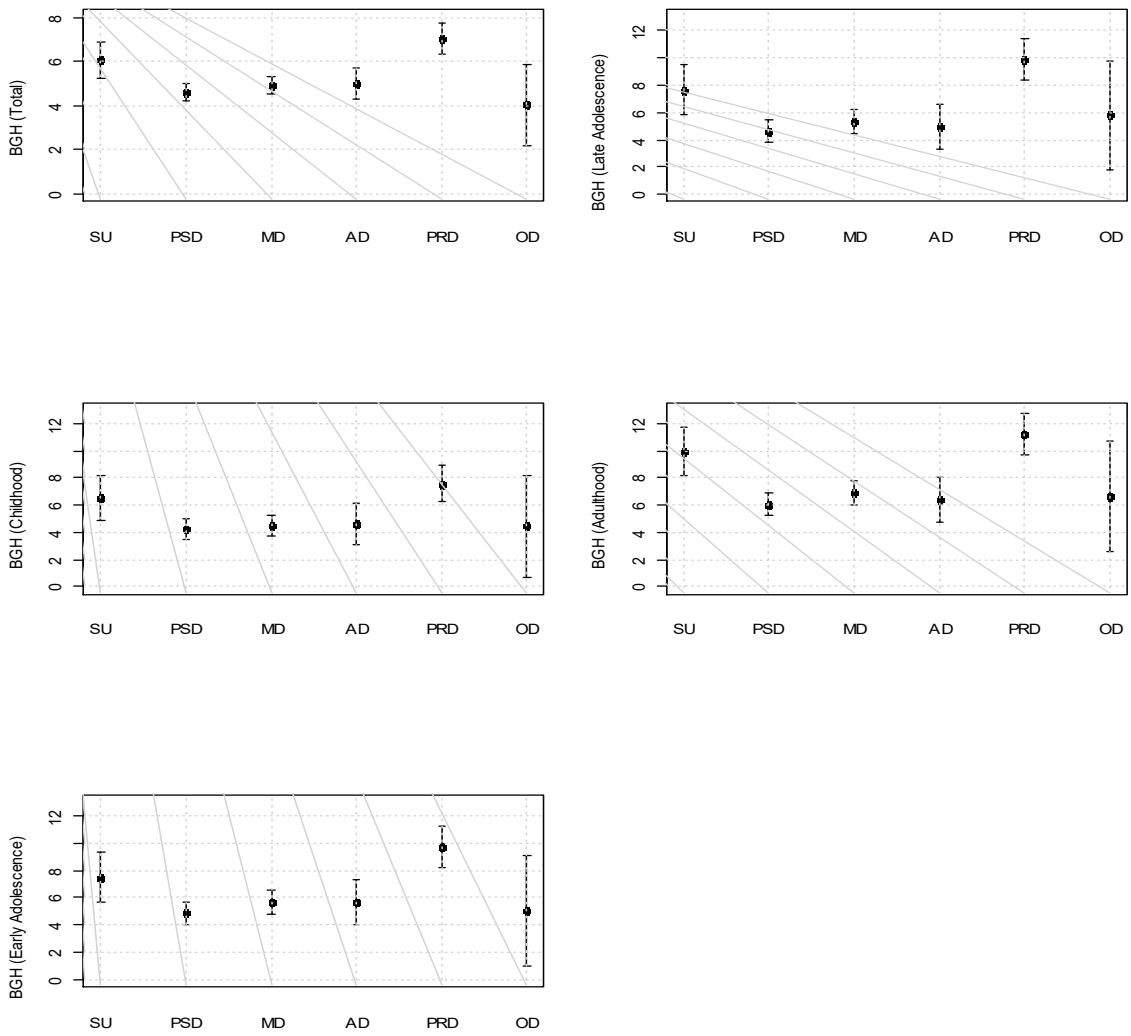 BGH (Total)
8
6
4
2
0
SU PSD MD AD PRD OD
BGH (Late Adolescence)
12
8
6
4
2
0
SU PSD MD AD PRD OD
BGH (Childhood)
12
8
6
4
2
0
SU PSD MD AD PRD OD
BGH (Adulthood)
12
8
6
4
2
0
SU PSD MD AD PRD OD
BGH (Early Adolescence)
12
8
6
4
2
0
SU PSD MD AD PRD OD